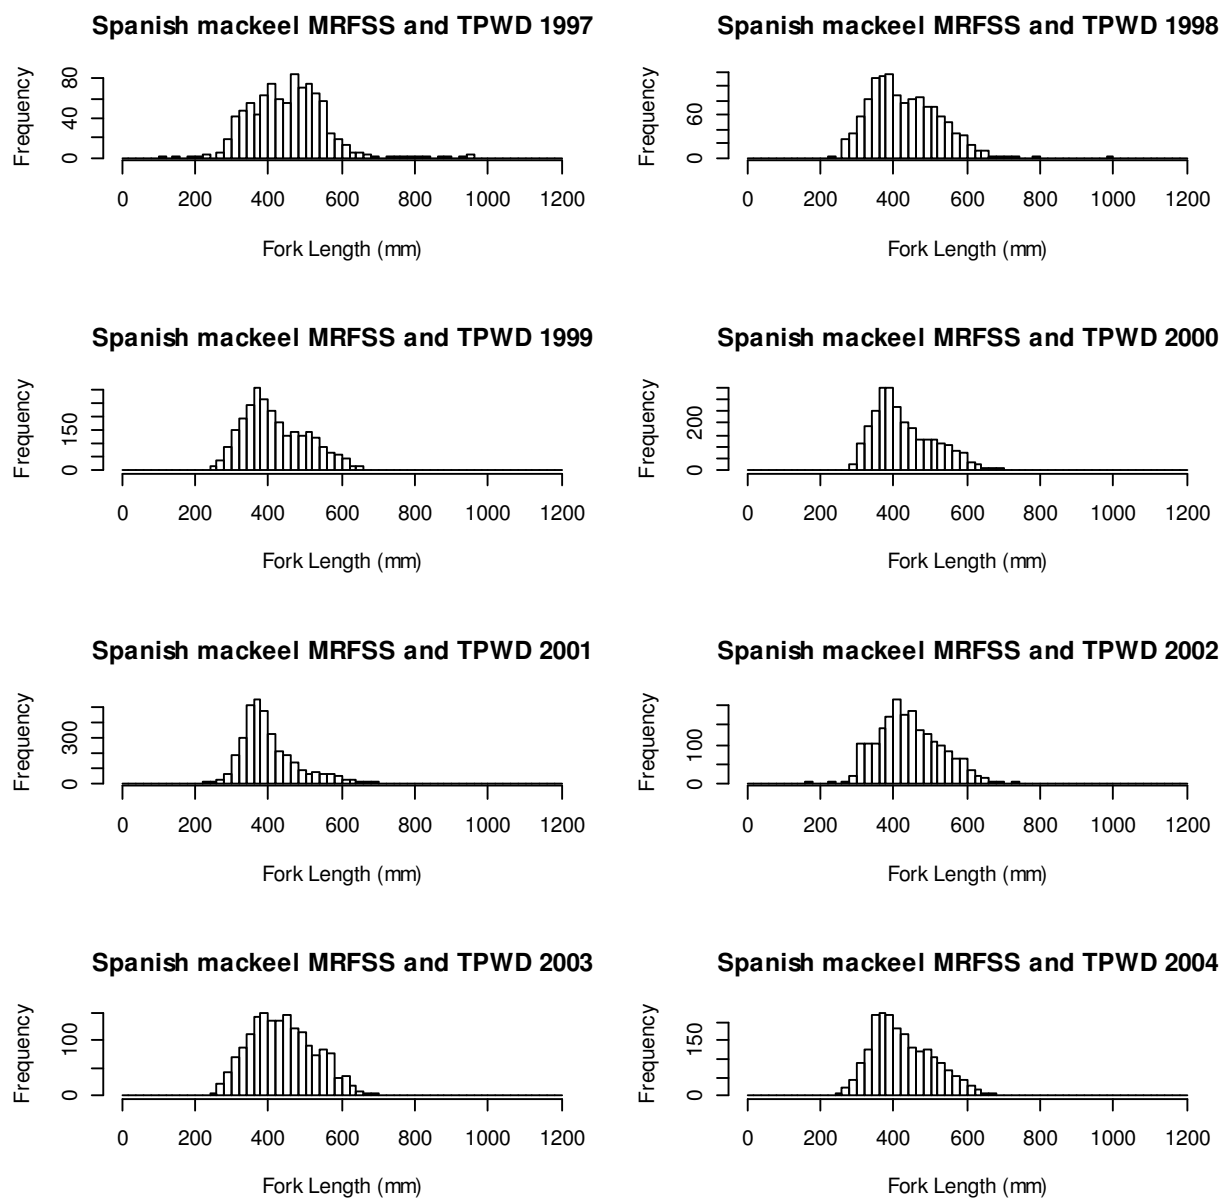 Spanish mackeel MRFSS and TPWD 1997
Frequency
0 40 80
0 200 400 600 800 1000 1200
Fork Length (mm)
Spanish mackeel MRFSS and TPWD 1998
Frequency
0 60
0 200 400 600 800 1000 1200
Fork Length (mm)
Spanish mackeel MRFSS and TPWD 1999
Frequency
0 150
0 200 400 600 800 1000 1200
Fork Length (mm)
Spanish mackeel MRFSS and TPWD 2000
Frequency
0 200
0 200 400 600 800 1000 1200
Fork Length (mm)
Spanish mackeel MRFSS and TPWD 2001
Frequency
0 300
0 200 400 600 800 1000 1200
Fork Length (mm)
Spanish mackeel MRFSS and TPWD 2002
Frequency
0 100
0 200 400 600 800 1000 1200
Fork Length (mm)
Spanish mackeel MRFSS and TPWD 2003
Frequency
0 100
0 200 400 600 800 1000 1200
Fork Length (mm)
Spanish mackeel MRFSS and TPWD 2004
Frequency
0 150
0 200 400 600 800 1000 1200
Fork Length (mm)